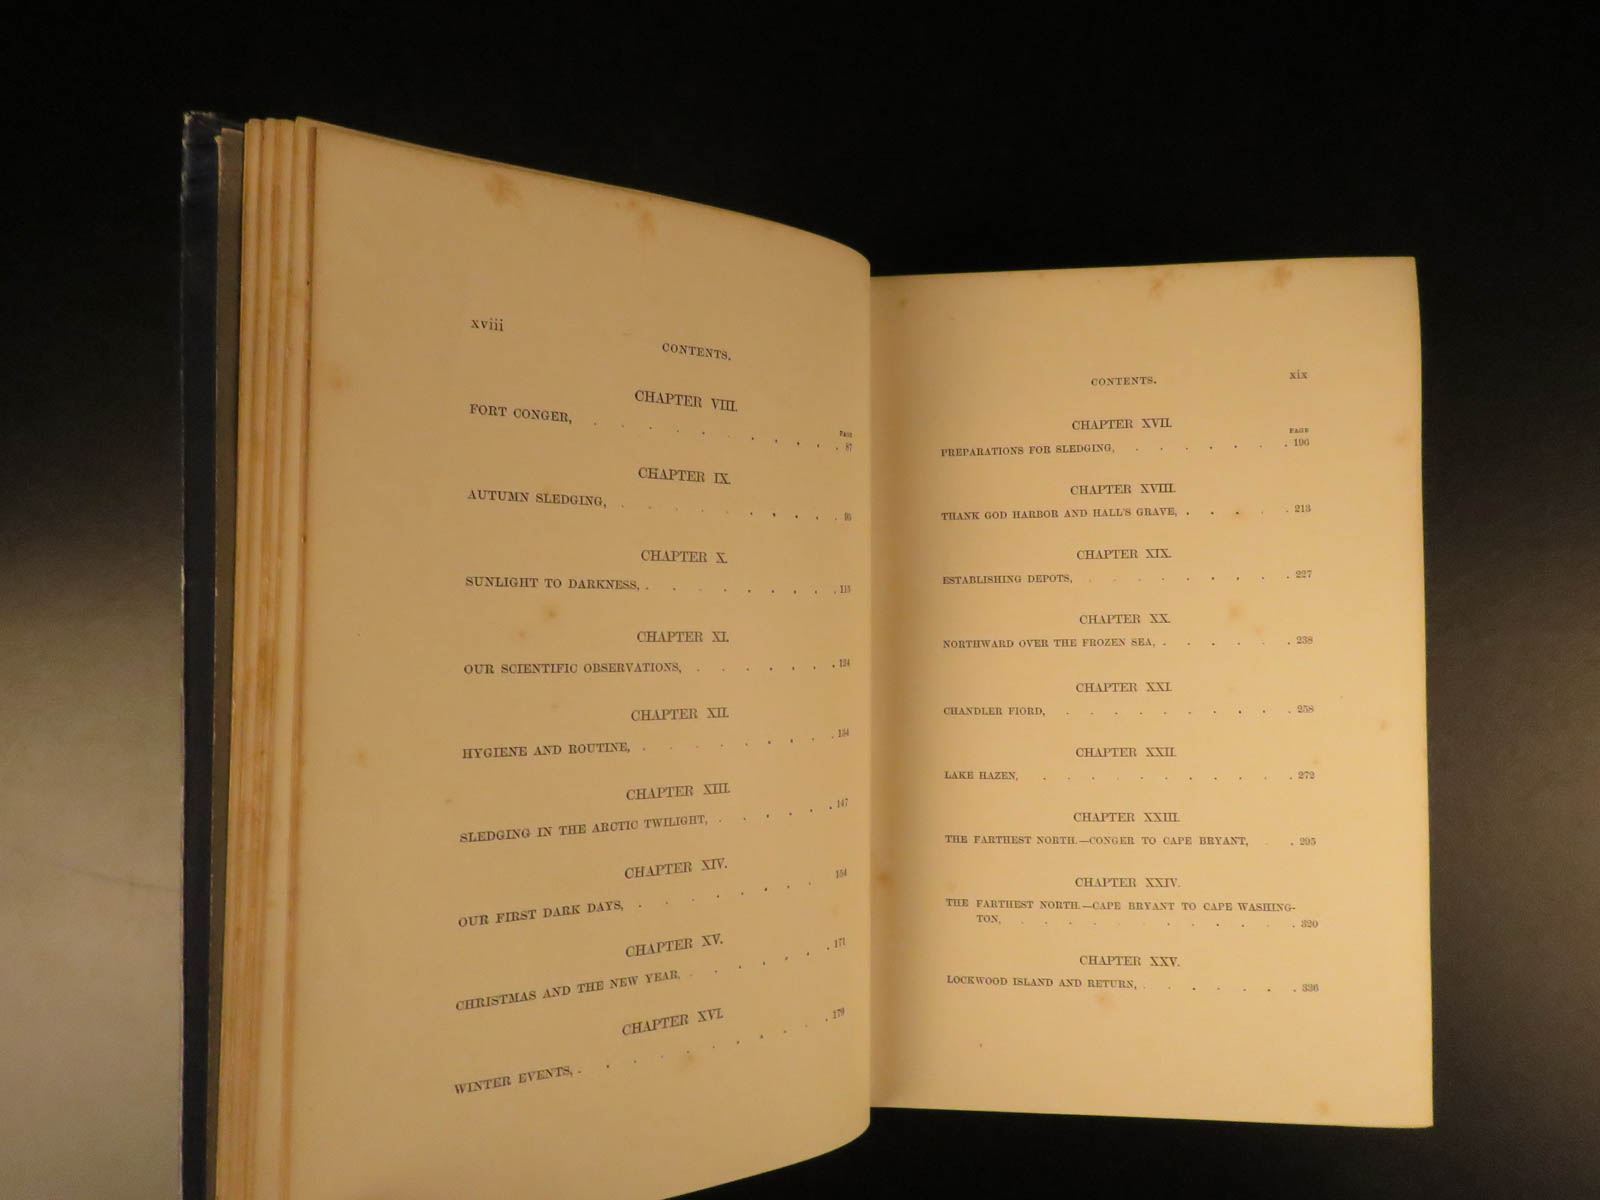 xviii
CONTENTS.
CHAPTER VIII.
PAGE
FORT CONGER, . . . . . . . . . . 87
CHAPTER IX.
AUTUMN SLEDGING, . . . . . . . . 95
CHAPTER X.
SUNLIGHT TO DARKNESS, . . . . . . . . 115
CHAPTER XI.
OUR SCIENTIFIC OBSERVATIONS, . . . . . . . 124
CHAPTER XII.
HYGIENE AND ROUTINE, . . . . . . . . 134
CHAPTER XIII.
SLEDGING IN THE ARCTIC TWILIGHT, . . . . . . 147
CHAPTER XIV.
OUR FIRST DARK DAYS, . . . . . . . . 154
CHAPTER XV.
CHRISTMAS AND THE NEW YEAR, . . . . . . . 171
CHAPTER XVI.
WINTER EVENTS, . . . . . . . . . . . 179
CONTENTS. xix
CHAPTER XVII.
PAGE
PREPARATIONS FOR SLEDGING, . . . . . . . 196
CHAPTER XVIII.
THANK GOD HARBOR AND HALL'S GRAVE, . . . . . 213
CHAPTER XIX.
ESTABLISHING DEPOTS, . . . . . . . . . 227
CHAPTER XX.
NORTHWARD OVER THE FROZEN SEA, . . . . . . 238
CHAPTER XXI.
CHANDLER FIORD, . . . . . . . . . . 258
CHAPTER XXII.
LAKE HAZEN, . . . . . . . . . . . 272
CHAPTER XXIII.
THE FARTHEST NORTH.—CONGER TO CAPE BRYANT, . . 295
CHAPTER XXIV.
THE FARTHEST NORTH.—CAPE BRYANT TO CAPE WASHING-
TON, . . . . . . . . . . . . 320
CHAPTER XXV.
LOCKWOOD ISLAND AND RETURN, . . . . . . . 336